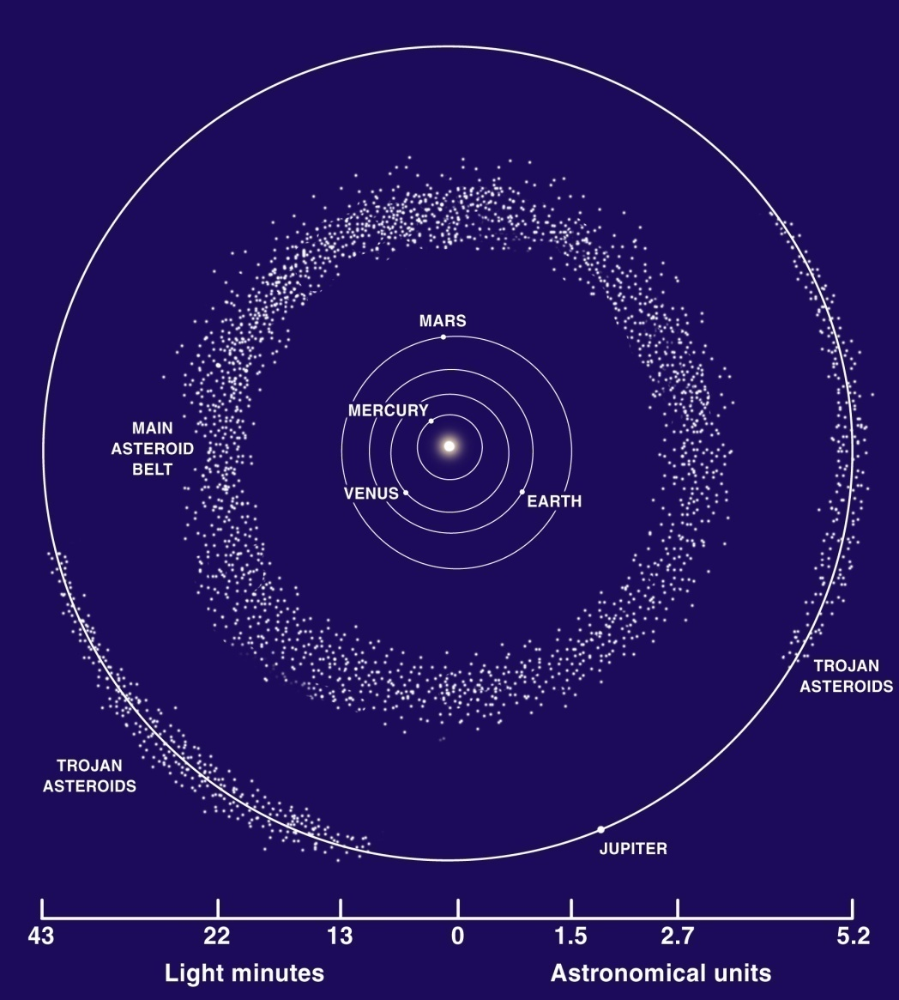 MARS
MERCURY
MAIN
ASTEROID
BELT
VENUS
EARTH
TROJAN
ASTEROIDS
TROJAN
ASTEROIDS
JUPITER
43 22 13 0 1.5 2.7 5.2
Light minutes Astronomical units